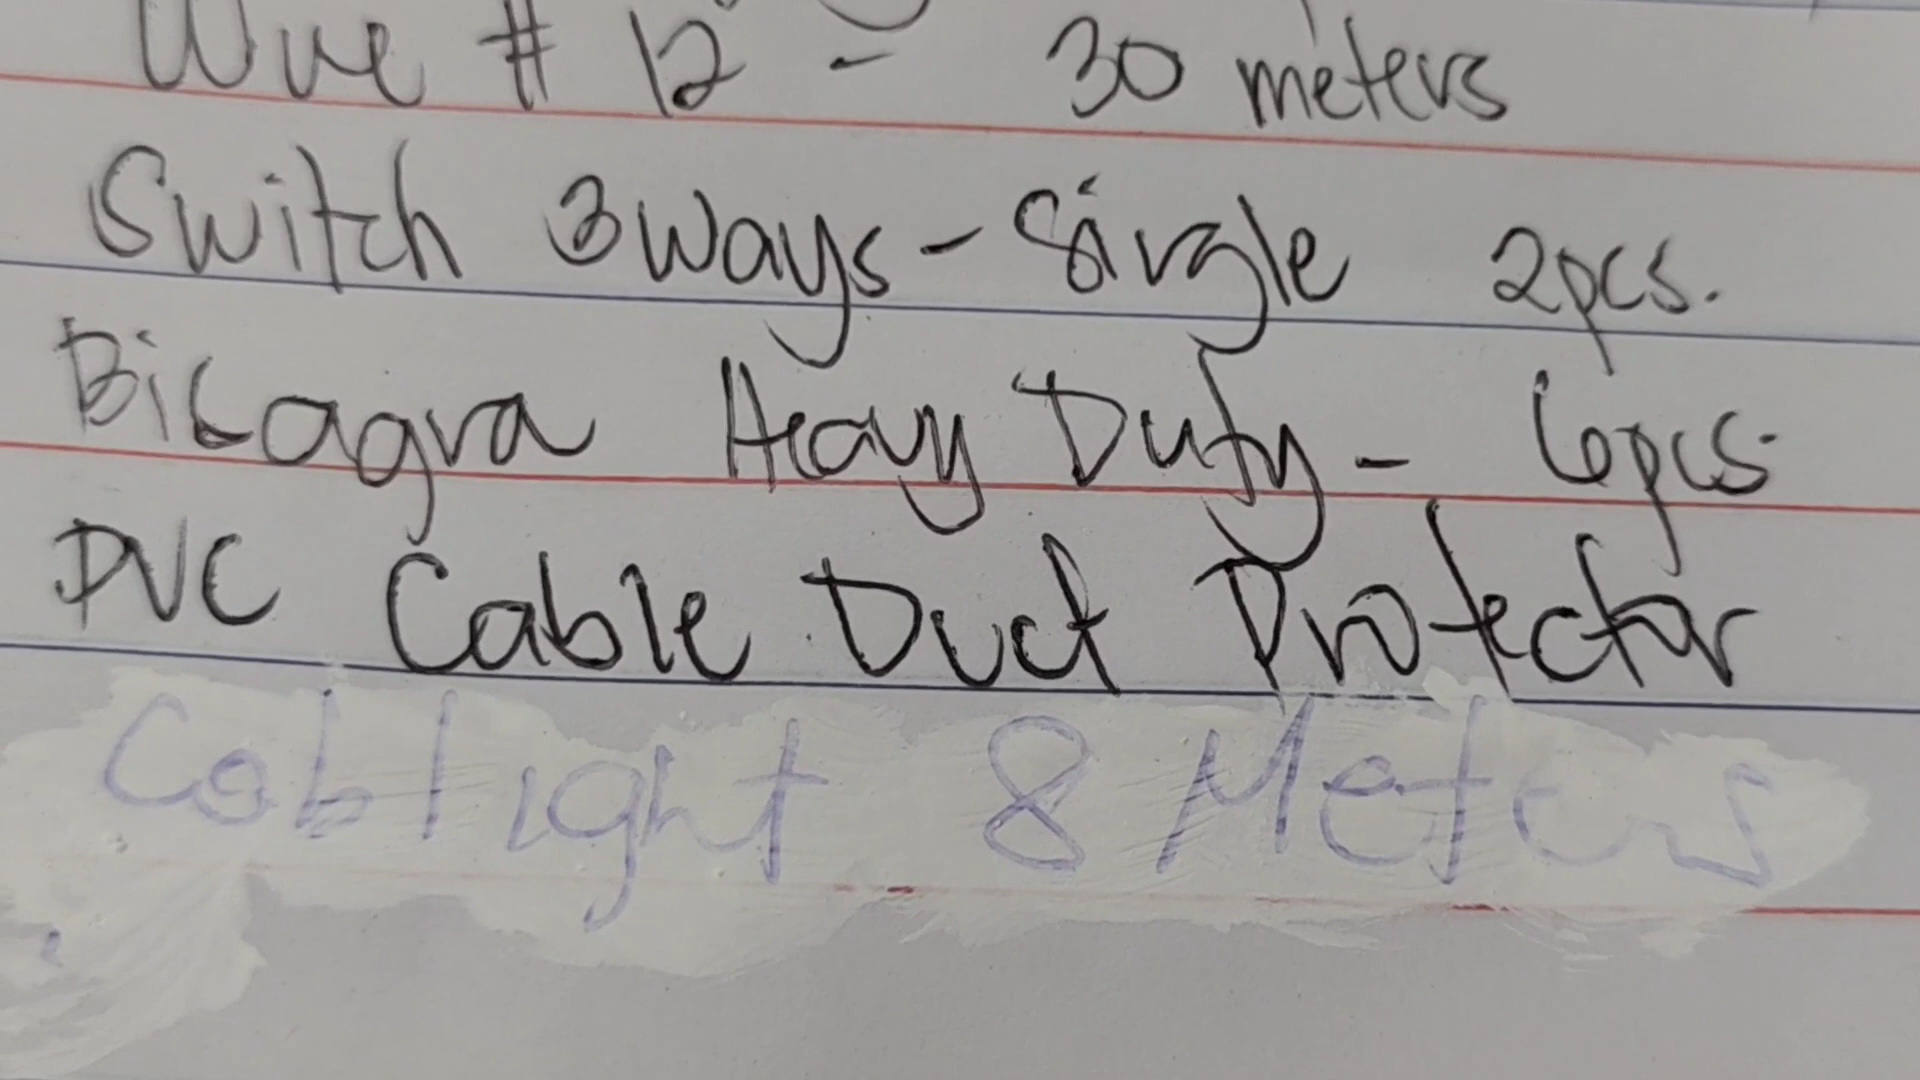 Wire # 12 - 30 meters
Switch 3ways - Single 2pcs.
Bisagra Heavy Duty - 6pcs.
PVC Cable Duct Protector
Coblight 8 Meters